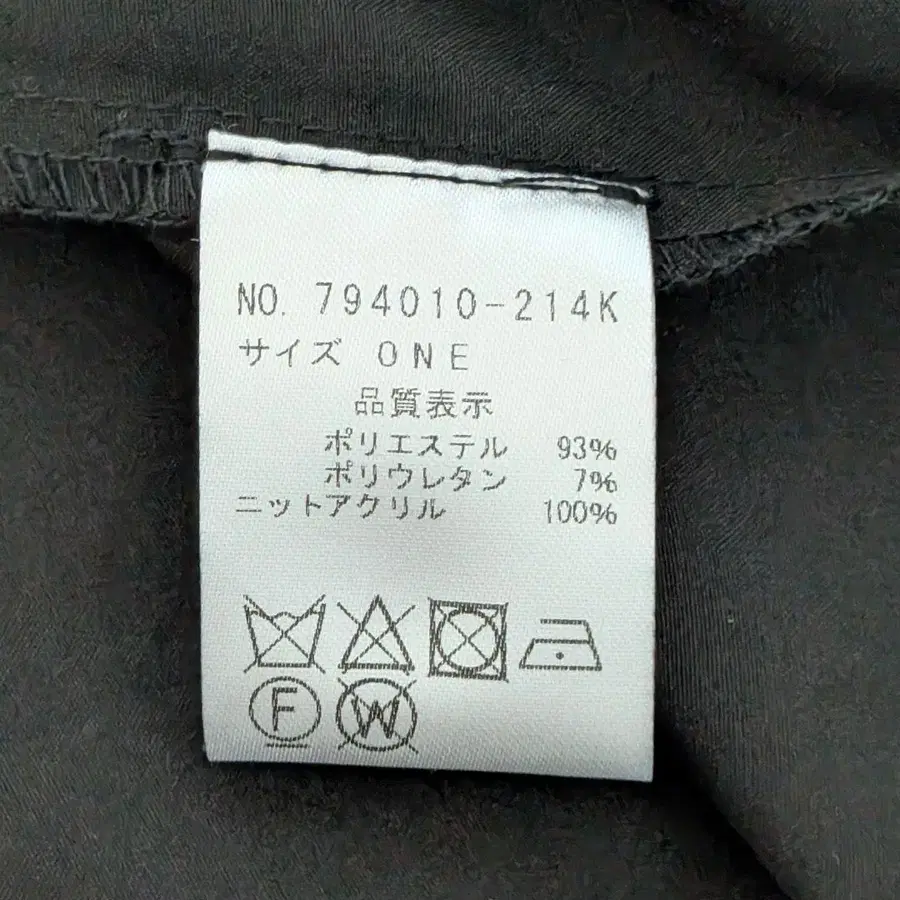 NO. 794010-214K
サイズ ONE
品質表示
ポリエステル 93%
ポリウレタン 7%
ニットアクリル 100%
F W